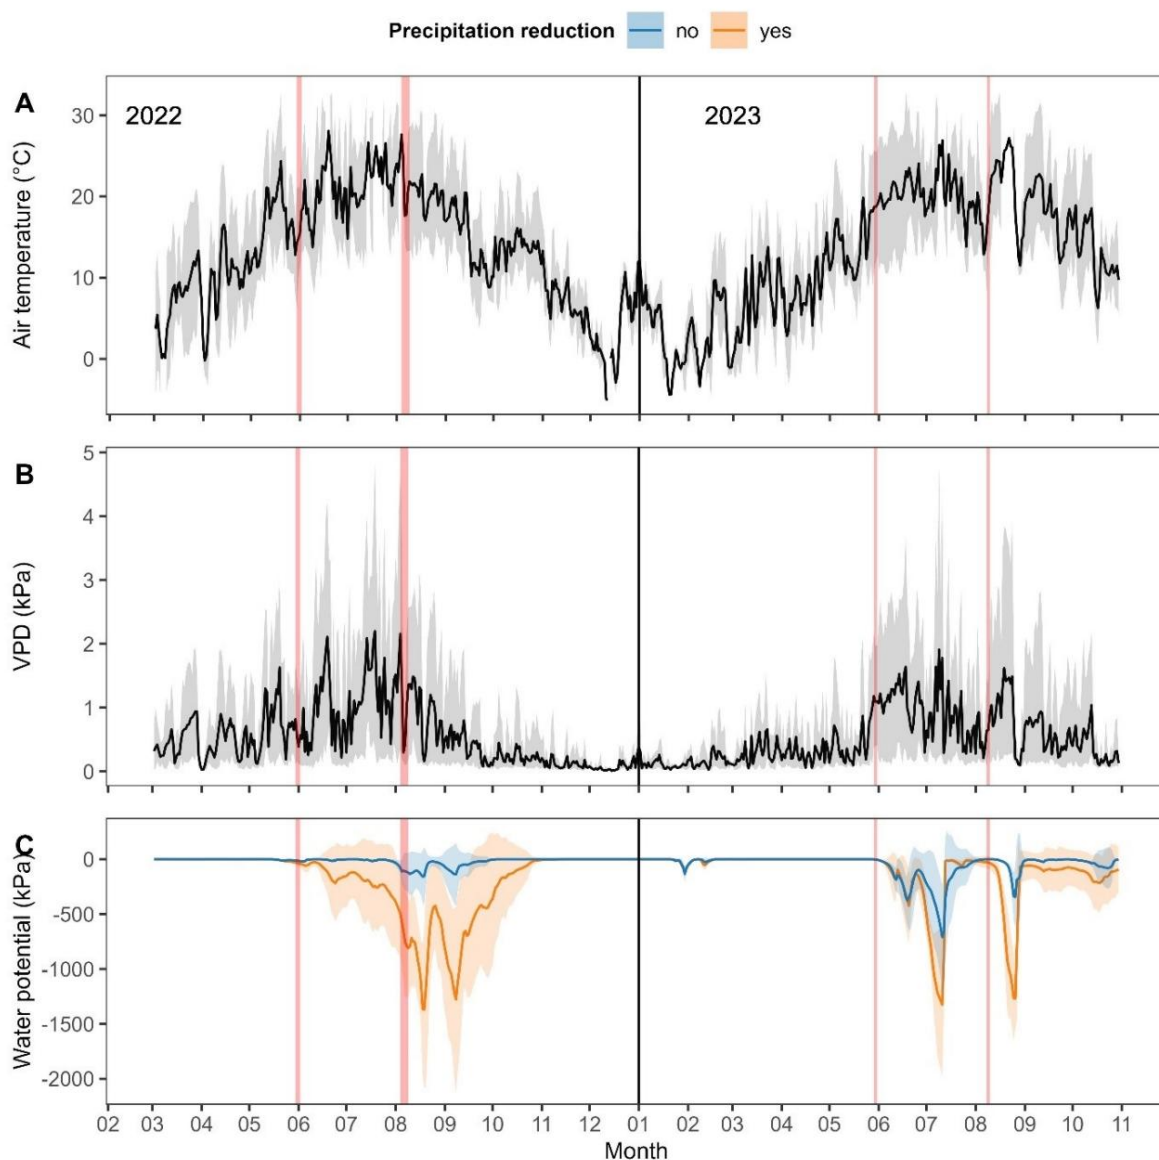 Precipitation reduction no yes
A
2022
2023
Air temperature (°C)
30
20
10
0
B
VPD (kPa)
5
4
3
2
1
0
C
Water potential (kPa)
0
-500
-1000
-1500
-2000
02 03 04 05 06 07 08 09 10 11 12 01 02 03 04 05 06 07 08 09 10 11
Month